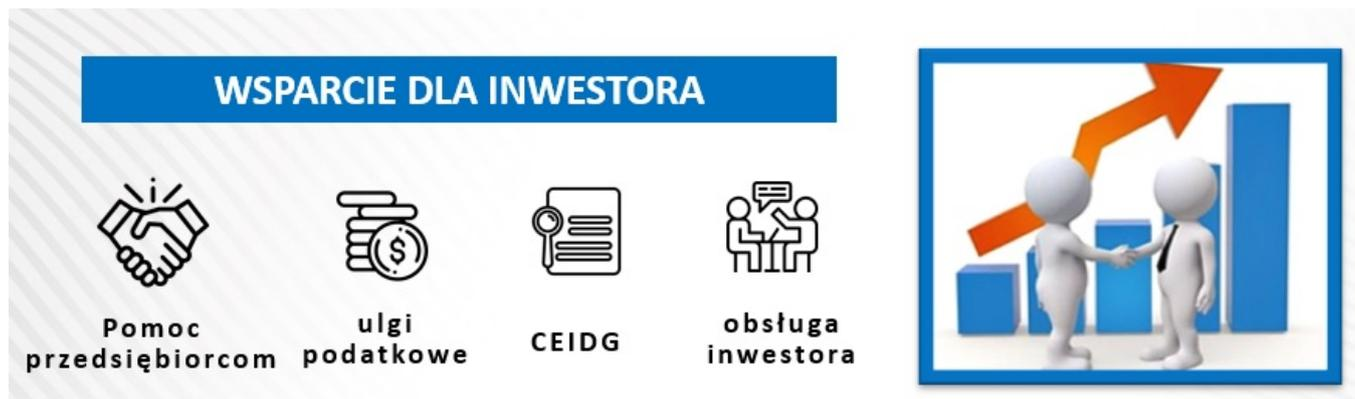 WSPARCIE DLA INWESTORA
Pomoc
przedsiębiorcom
ulgi
podatkowe
CEIDG
obsługa
inwestora